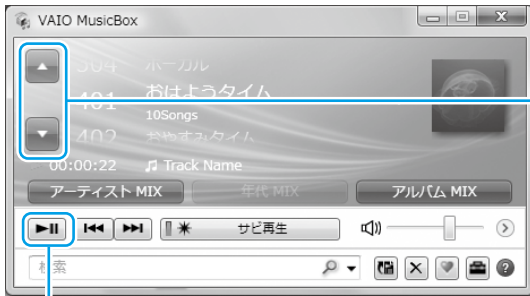 VAIO MusicBox
304 ボーカル
401 おはようタイム
10Songs
402 おやすみタイム
00:00:22 ♫ Track Name
アーティスト MIX 年代 MIX アルバム MIX
サビ再生
検索